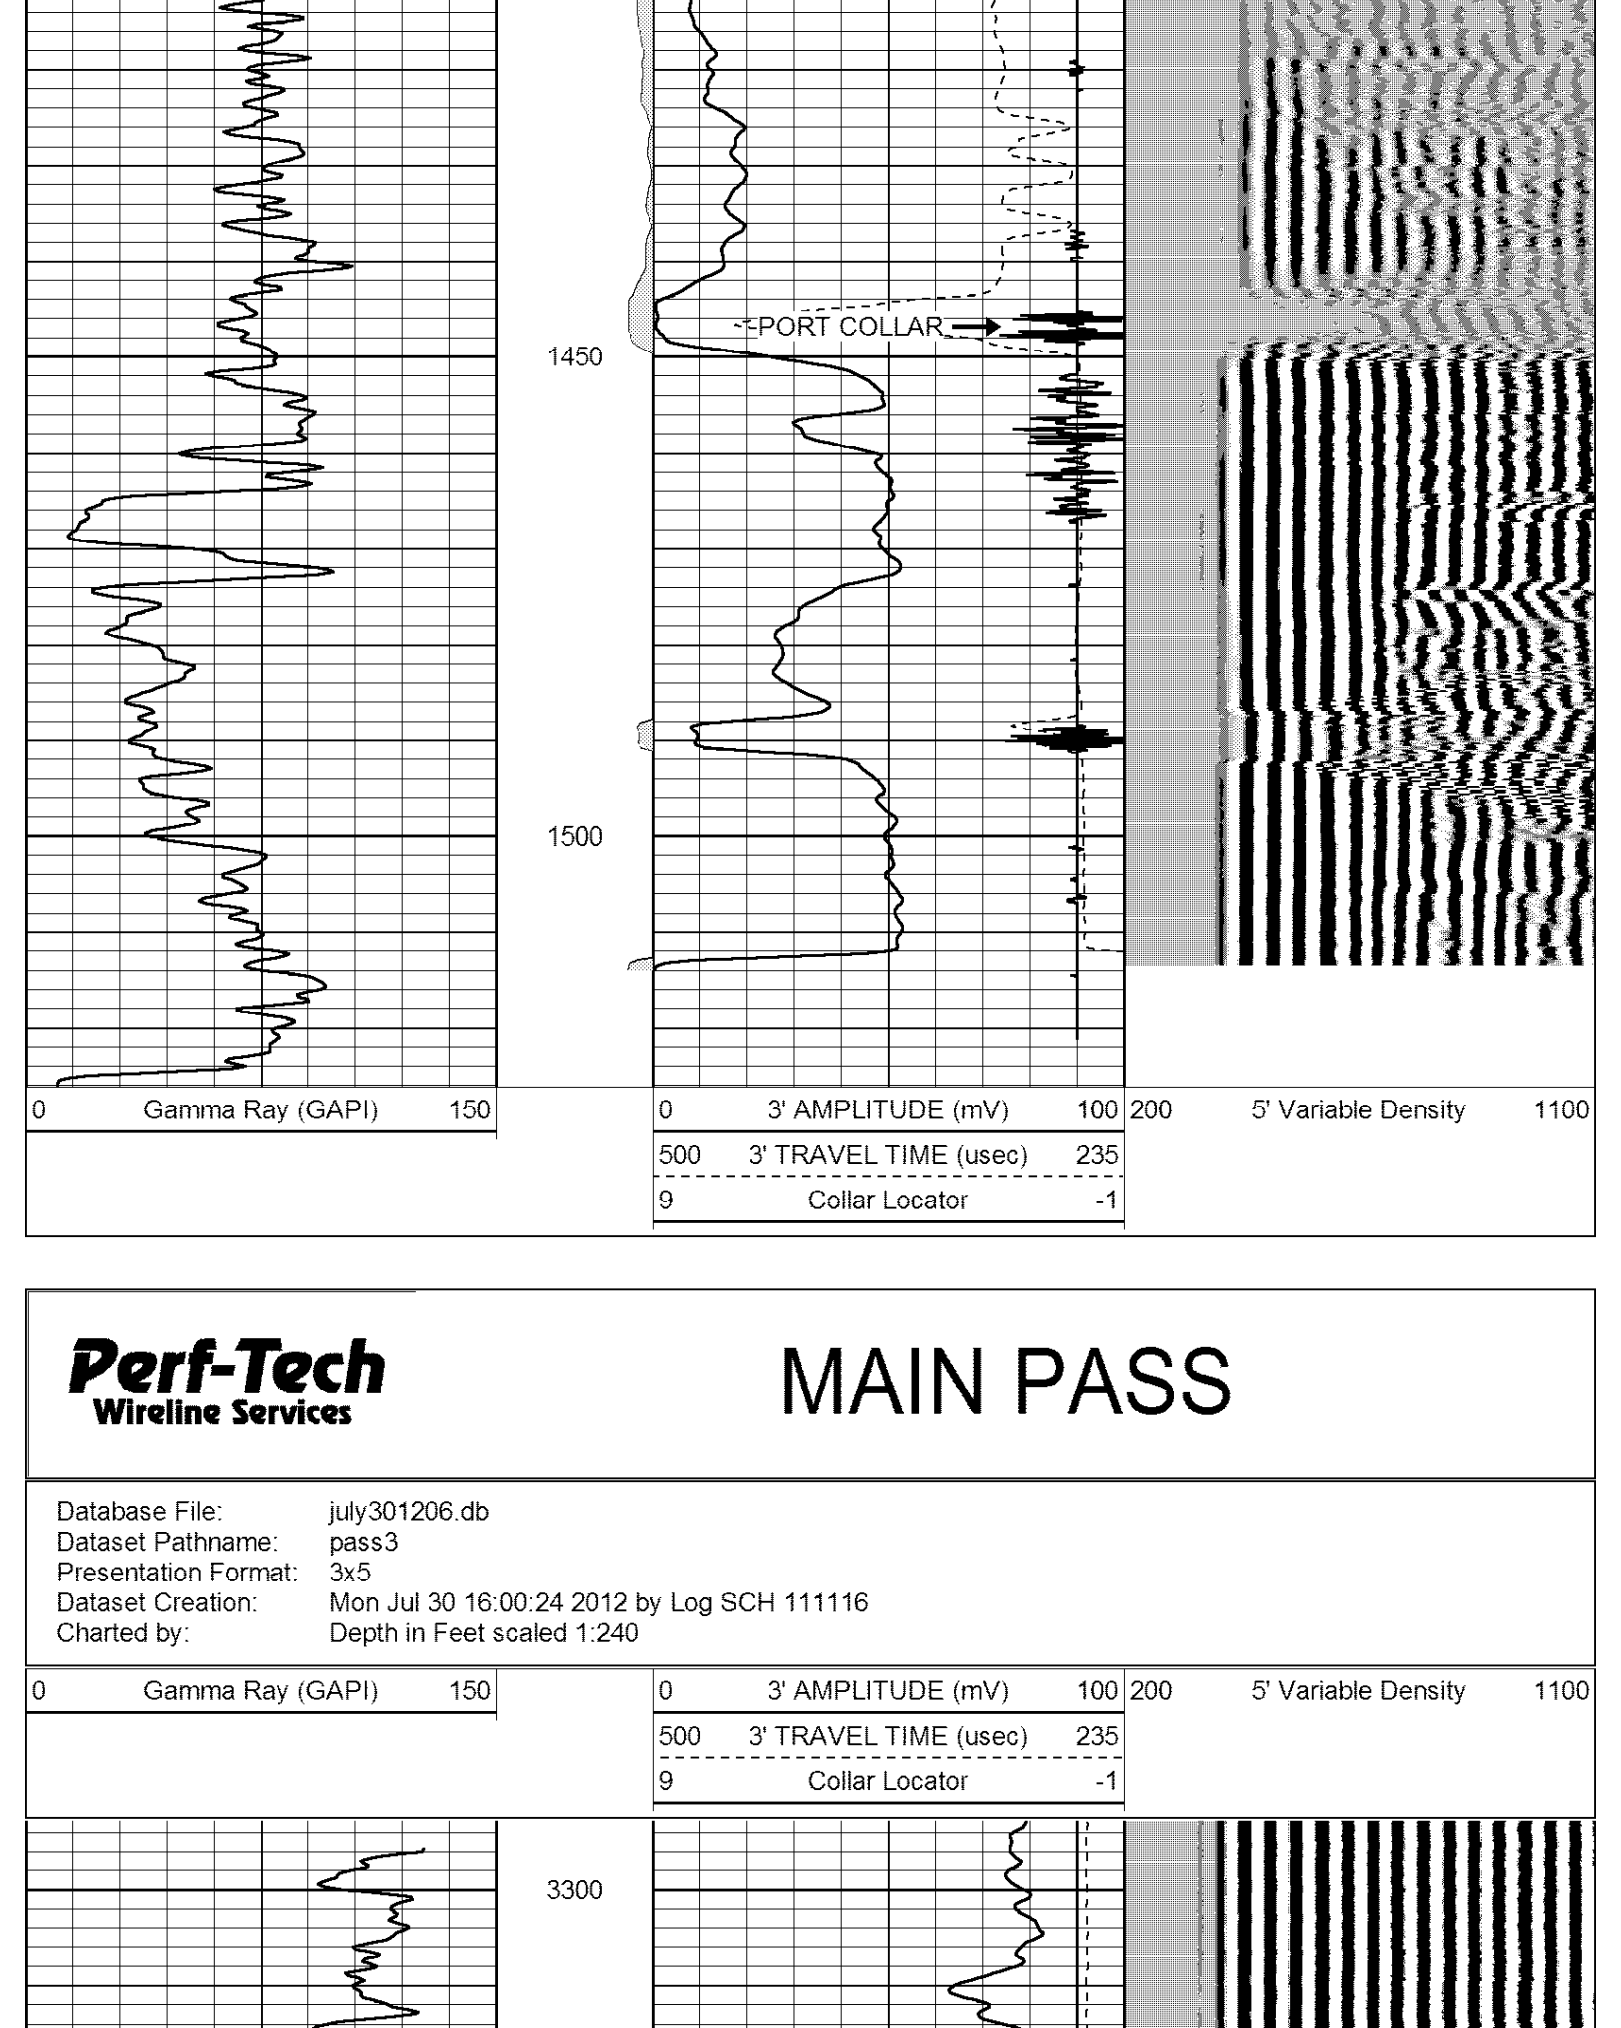 PORT COLLAR
1450
1500
0 Gamma Ray (GAPI) 150 0 3' AMPLITUDE (mV) 100 200 5' Variable Density 1100
500 3' TRAVEL TIME (usec) 235
9 Collar Locator -1
Perf-Tech
Wireline Services
MAIN PASS
Database File: july301206.db
Dataset Pathname: pass3
Presentation Format: 3x5
Dataset Creation: Mon Jul 30 16:00:24 2012 by Log SCH 111116
Charted by: Depth in Feet scaled 1:240
0 Gamma Ray (GAPI) 150 0 3' AMPLITUDE (mV) 100 200 5' Variable Density 1100
500 3' TRAVEL TIME (usec) 235
9 Collar Locator -1
3300